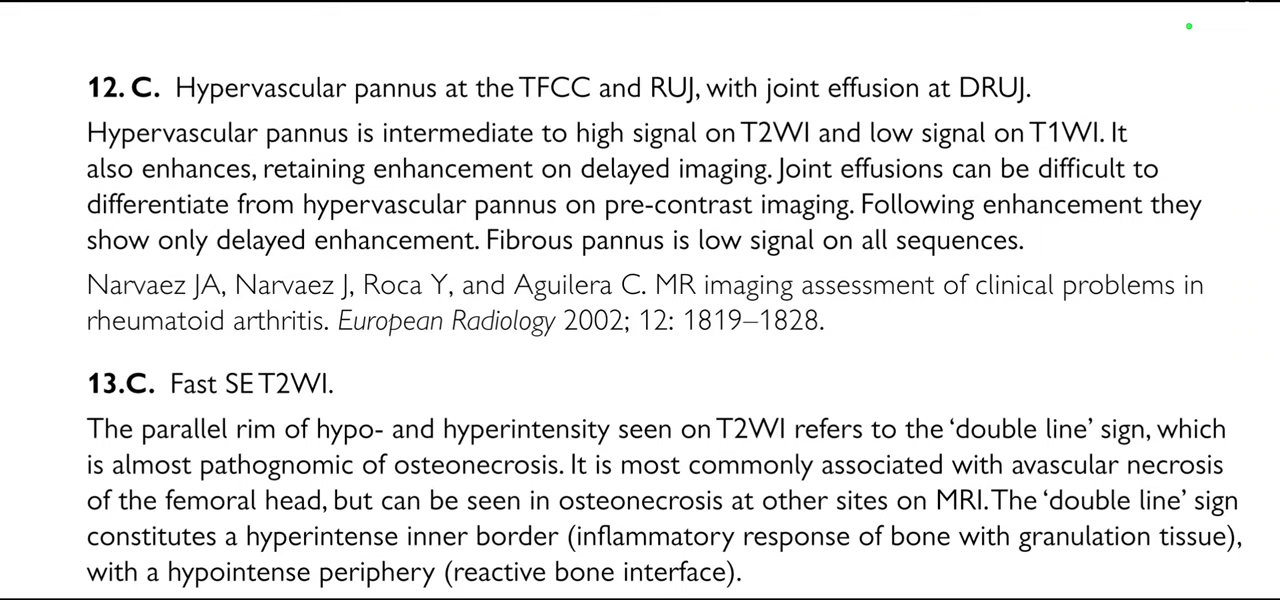 12. C. Hypervascular pannus at the TFCC and RUJ, with joint effusion at DRUJ.
Hypervascular pannus is intermediate to high signal on T2WI and low signal on T1WI. It
also enhances, retaining enhancement on delayed imaging. Joint effusions can be difficult to
differentiate from hypervascular pannus on pre-contrast imaging. Following enhancement they
show only delayed enhancement. Fibrous pannus is low signal on all sequences.
Narvaez JA, Narvaez J, Roca Y, and Aguilera C. MR imaging assessment of clinical problems in
rheumatoid arthritis. European Radiology 2002; 12: 1819–1828.
13.C. Fast SE T2WI.
The parallel rim of hypo- and hyperintensity seen on T2WI refers to the ‘double line’ sign, which
is almost pathognomic of osteonecrosis. It is most commonly associated with avascular necrosis
of the femoral head, but can be seen in osteonecrosis at other sites on MRI. The ‘double line’ sign
constitutes a hyperintense inner border (inflammatory response of bone with granulation tissue),
with a hypointense periphery (reactive bone interface).